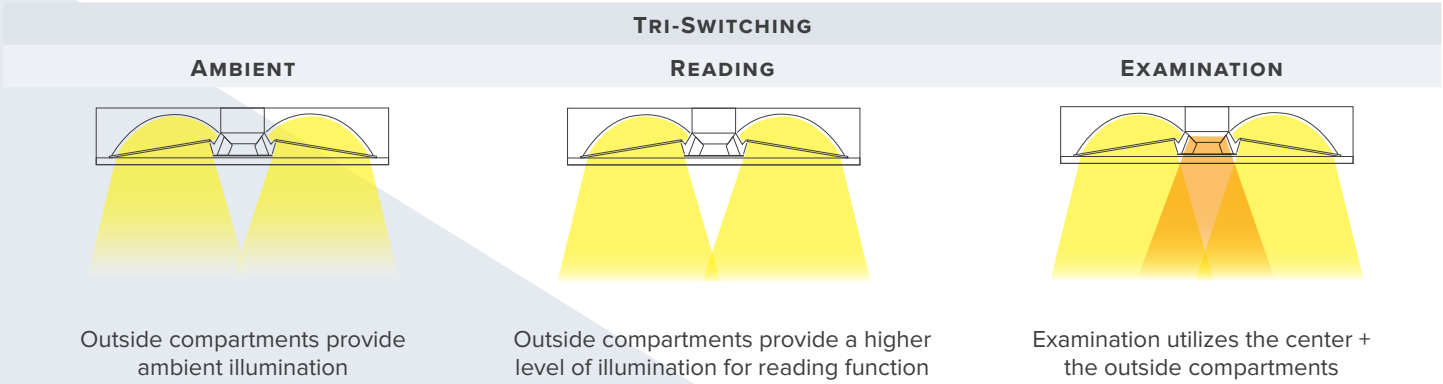 TRI-SWITCHING
AMBIENT
READING
EXAMINATION
Outside compartments provide
ambient illumination
Outside compartments provide a higher
level of illumination for reading function
Examination utilizes the center +
the outside compartments